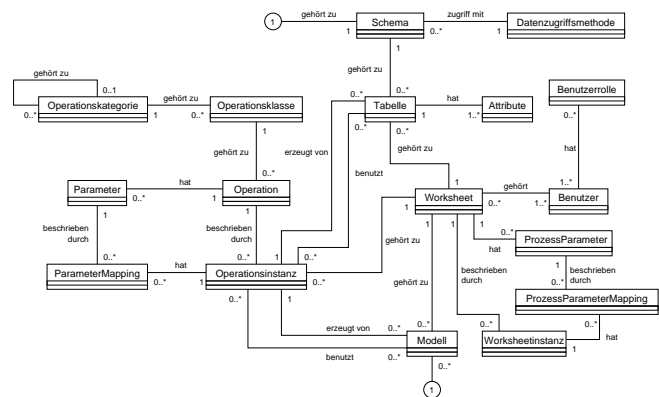 1
gehört zu
Schema
zugriff mit
Datenzugriffsmethode
1
0..*
1
1
gehört zu
gehört zu
0..1
0..*
0..*
Operationskategorie
gehört zu
Operationsklasse
Tabelle
hat
Attribute
Benutzerrolle
0..*
1
0..*
0..*
1
1..*
0..*
1
0..*
gehört zu
erzeugt von
gehört zu
hat
benutzt
0..*
1
1..*
Parameter
hat
Operation
Worksheet
gehört
Benutzer
0..*
1
1
0..*
1..*
1
1
1
1
1
0..*
ProzessParameter
beschrieben
durch
beschrieben
durch
gehört zu
hat
1
beschrieben
durch
beschrieben
durch
0..*
0..*
1
0..*
0..*
ParameterMapping
hat
Operationsinstanz
gehört zu
ProzessParameterMapping
0..*
1
0..*
0..*
1
0..*
erzeugt von
0..*
0..*
0..*
hat
Modell
Worksheetinstanz
benutzt
0..*
1
0..*
1